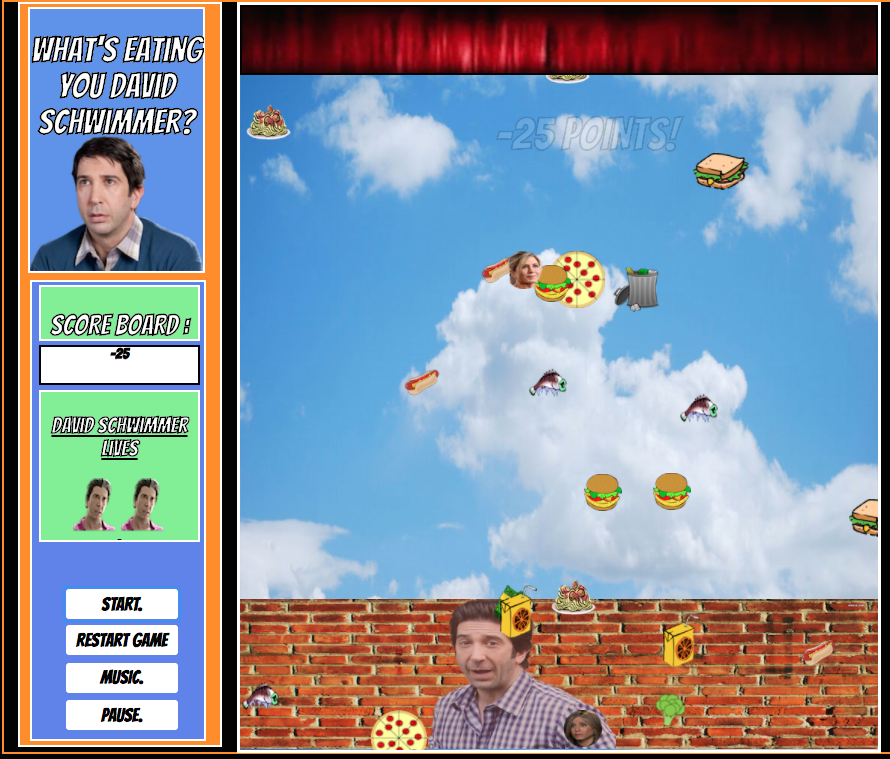 WHAT'S EATING
YOU DAVID
SCHWIMMER?
SCORE BOARD :
-25
DAVID SCHWIMMER
LIVES
START.
RESTART GAME
MUSIC.
PAUSE.
-25 POINTS!